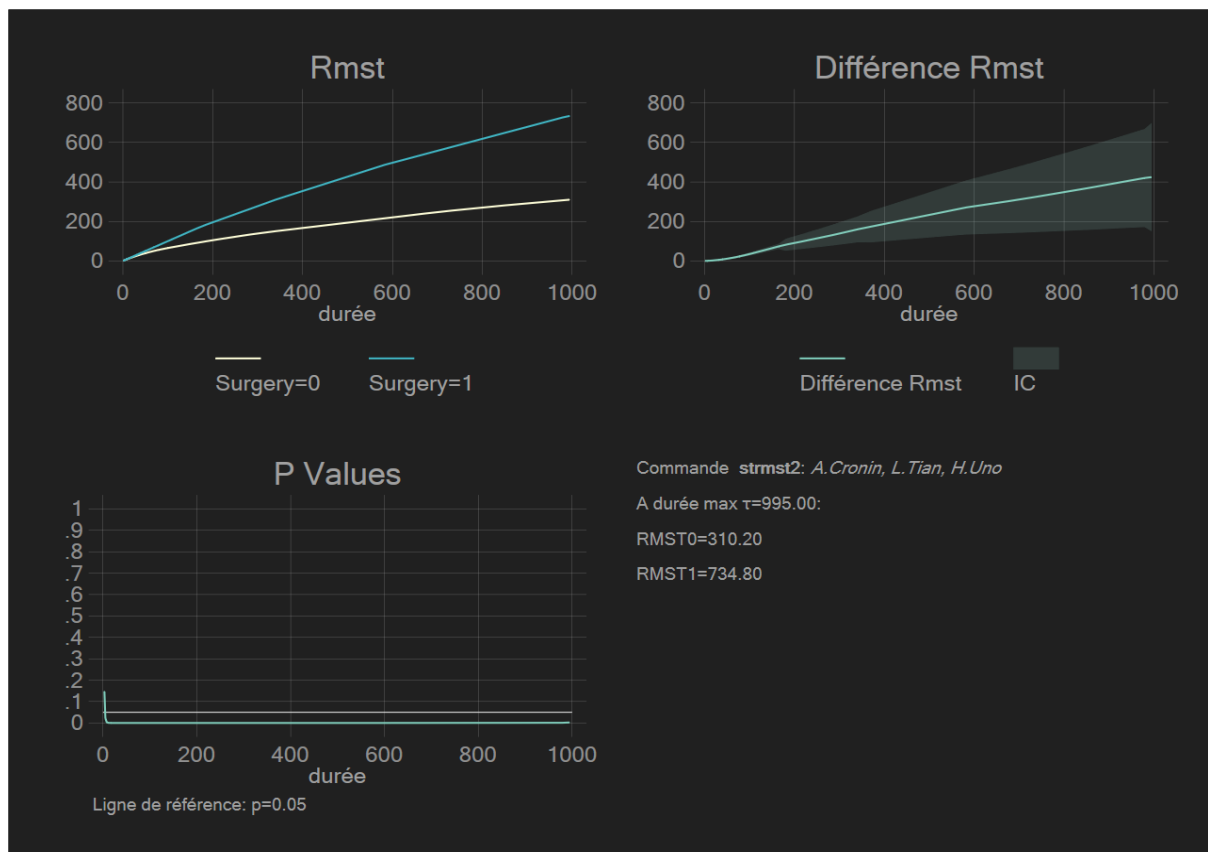 Rmst
800
600
400
200
0
0 200 400 600 800 1000
durée
Surgery=0 Surgery=1
Différence Rmst
800
600
400
200
0
0 200 400 600 800 1000
durée
Différence Rmst IC
P Values
1
.9
.8
.7
.6
.5
.4
.3
.2
.1
0
0 200 400 600 800 1000
durée
Ligne de référence: p=0.05
Commande strmst2: A.Cronin, L.Tian, H.Uno
A durée max τ=995.00:
RMST0=310.20
RMST1=734.80